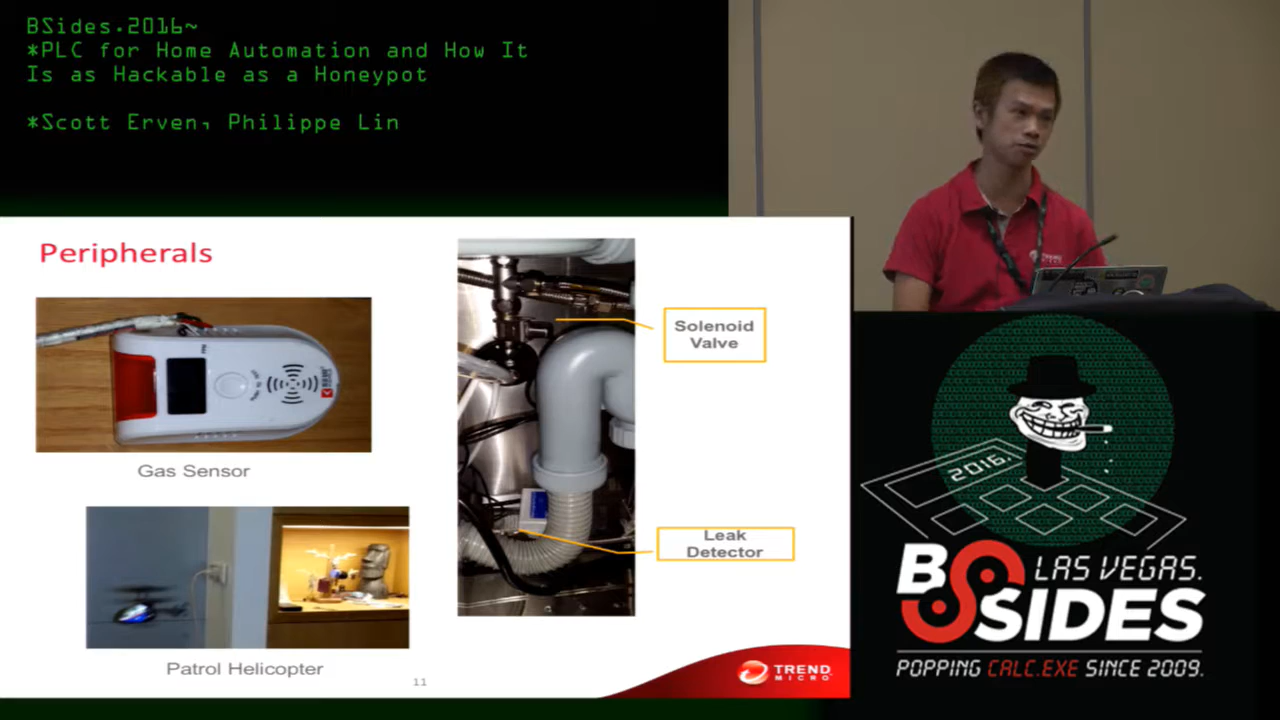 BSides.2016~
*PLC for Home Automation and How It
Is as Hackable as a Honeypot
*Scott Erven, Philippe Lin
Peripherals
Gas Sensor
Patrol Helicopter
Solenoid
Valve
Leak
Detector
11
TREND
MICRO
TREND
2016.
BSIDES
LAS VEGAS.
POPPING CALC.EXE SINCE 2009.